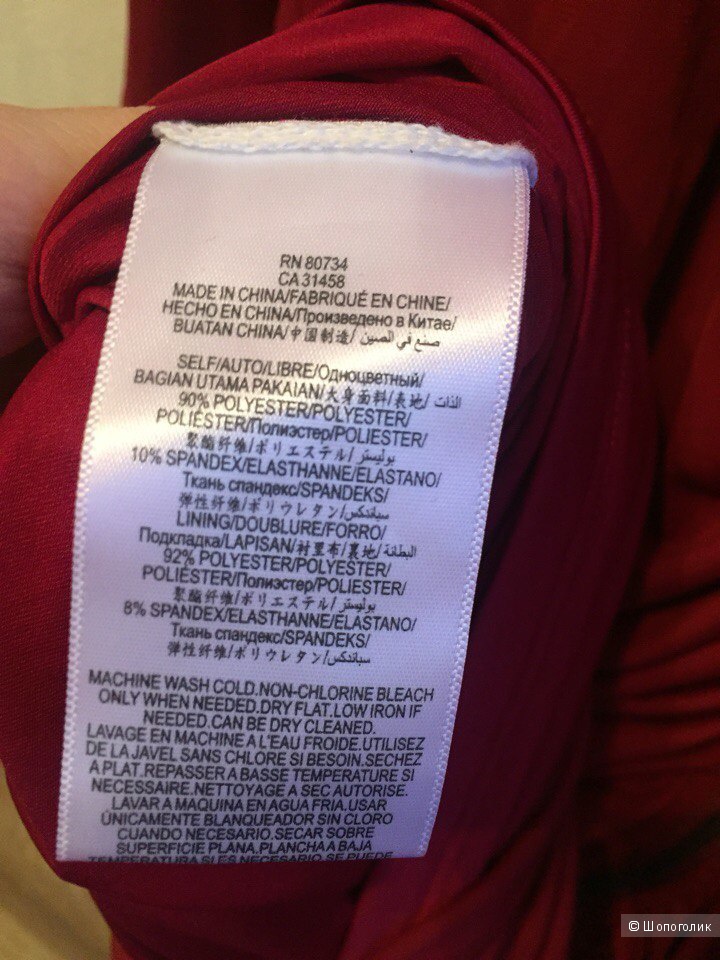 RN 80734
CA 31458
MADE IN CHINA/FABRIQUÉ EN CHINE/
HECHO EN CHINA/Произведено в Китае/
BUATAN CHINA/中国制造/ صنع في الصين
SELF/AUTO/LIBRE/Одноцветный/
BAGIAN UTAMA PAKAIAN/大身面料/表地/ الذات
90% POLYESTER/POLYESTER/
POLIÉSTER/Полиэстер/POLIESTER/
聚酯纤维/ポリエステル/ بوليستر
10% SPANDEX/ELASTHANNE/ELASTANO/
Ткань спандекс/SPANDEKS/
弹性纤维/ポリウレタン/ سباندكس
LINING/DOUBLURE/FORRO/
Подкладка/LAPISAN/衬里布/裏地/ البطانة
92% POLYESTER/POLYESTER/
POLIÉSTER/Полиэстер/POLIESTER/
聚酯纤维/ポリエステル/ بوليستر
8% SPANDEX/ELASTHANNE/ELASTANO/
Ткань спандекс/SPANDEKS/
弹性纤维/ポリウレタン/ سباندكس
MACHINE WASH COLD.NON-CHLORINE BLEACH
ONLY WHEN NEEDED.DRY FLAT.LOW IRON IF
NEEDED.CAN BE DRY CLEANED.
LAVAGE EN MACHINE A L'EAU FROIDE.UTILISEZ
DE LA JAVEL SANS CHLORE SI BESOIN.SECHEZ
A PLAT.REPASSER A BASSE TEMPERATURE SI
NECESSAIRE.NETTOYAGE A SEC AUTORISE.
LAVAR A MAQUINA EN AGUA FRIA.USAR
ÚNICAMENTE BLANQUEADOR SIN CLORO
CUANDO NECESARIO.SECAR SOBRE
SUPERFICIE PLANA.PLANCHA A BAJA
TEMPERATURA SI ES NECESARIO.SE PUEDE
© Шопоголик